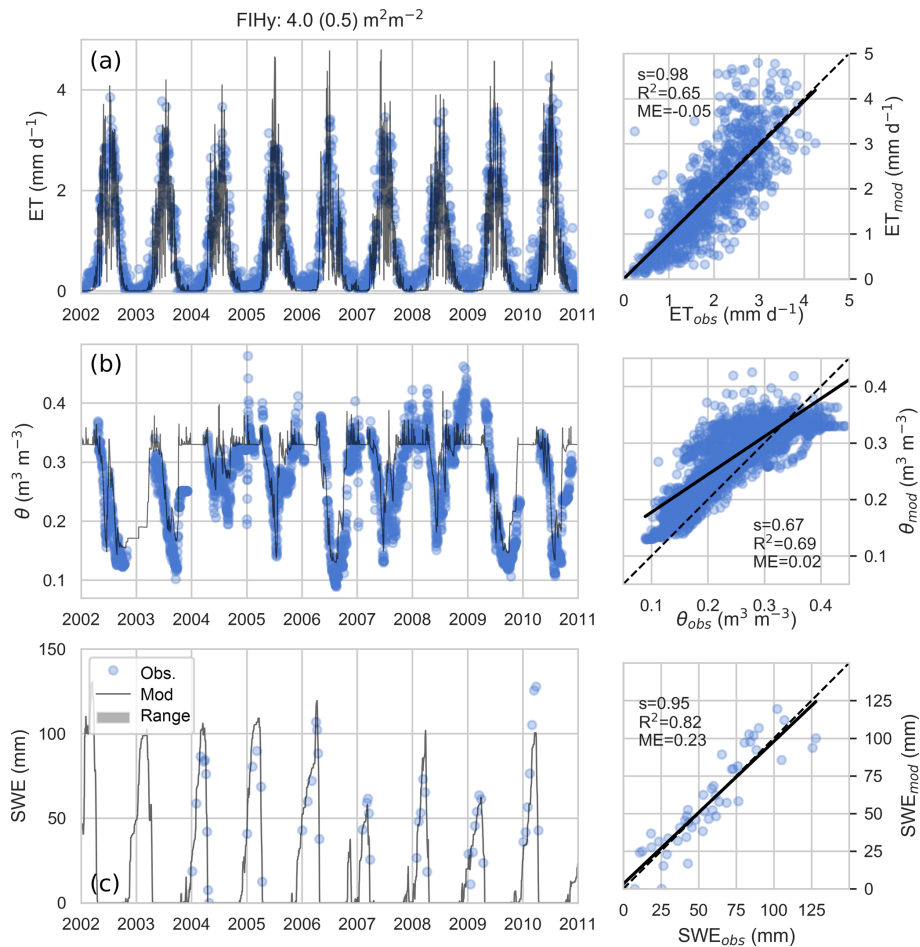 FIHy: 4.0 (0.5) m²m⁻²
(a)
ET (mm d⁻¹)
4
2
0
2002 2003 2004 2005 2006 2007 2008 2009 2010 2011
s=0.98
R²=0.65
ME=-0.05
5
4
3
2
1
0
ET_mod (mm d⁻¹)
0 1 2 3 4 5
ET_obs (mm d⁻¹)
(b)
θ (m³ m⁻³)
0.4
0.3
0.2
0.1
2002 2003 2004 2005 2006 2007 2008 2009 2010 2011
s=0.67
R²=0.69
ME=0.02
0.4
0.3
0.2
0.1
θ_mod (m³ m⁻³)
0.1 0.2 0.3 0.4
θ_obs (m³ m⁻³)
150
100
50
0
SWE (mm)
Obs.
Mod
Range
(c)
2002 2003 2004 2005 2006 2007 2008 2009 2010 2011
s=0.95
R²=0.82
ME=0.23
125
100
75
50
25
0
SWE_mod (mm)
0 25 50 75 100 125
SWE_obs (mm)